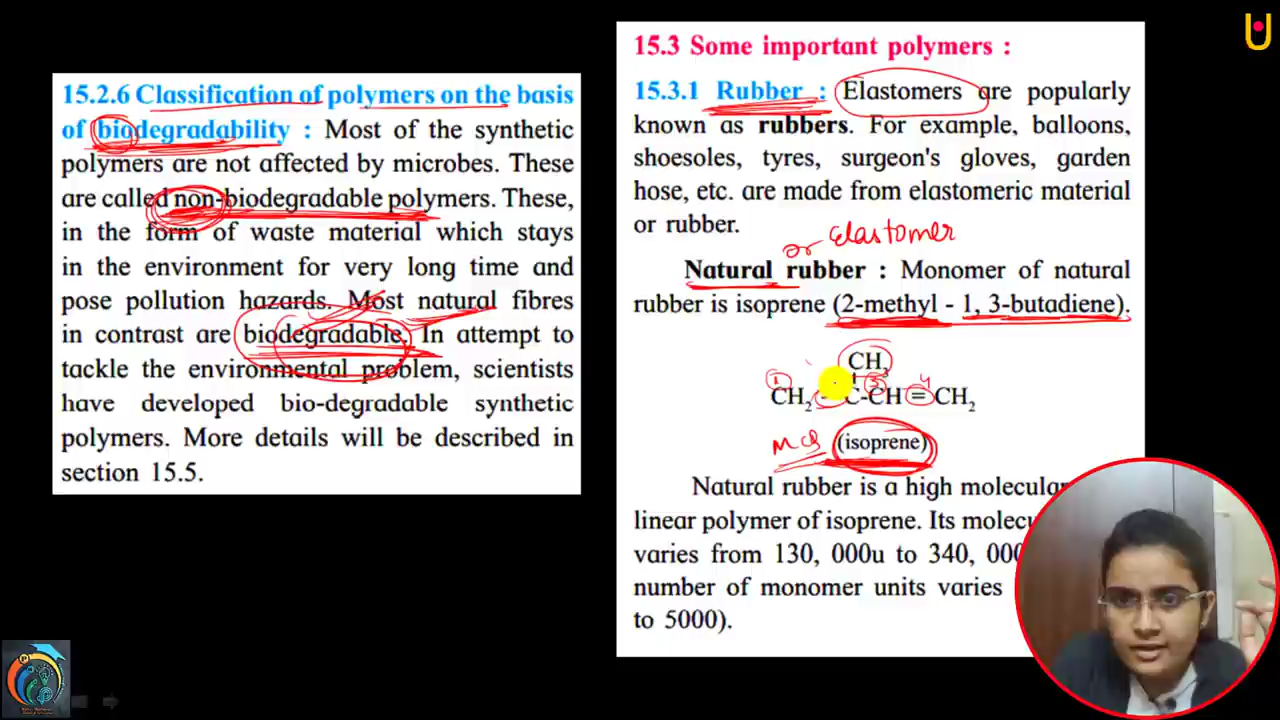 15.2.6 Classification of polymers on the basis
of biodegradability : Most of the synthetic
polymers are not affected by microbes. These
are called non-biodegradable polymers. These,
in the form of waste material which stays
in the environment for very long time and
pose pollution hazards. Most natural fibres
in contrast are biodegradable. In attempt to
tackle the environmental problem, scientists
have developed bio-degradable synthetic
polymers. More details will be described in
section 15.5.
15.3 Some important polymers :
15.3.1 Rubber : Elastomers are popularly
known as rubbers. For example, balloons,
shoesoles, tyres, surgeon's gloves, garden
hose, etc. are made from elastomeric material
or rubber.
or Elastomer
Natural rubber : Monomer of natural
rubber is isoprene (2-methyl - 1, 3-butadiene).
CH3
1 3 4
CH2 = C-CH = CH2
MCQ (isoprene)
Natural rubber is a high molecular
linear polymer of isoprene. Its
varies from 130, 000u to 340,
number of monomer units varies
to 5000).